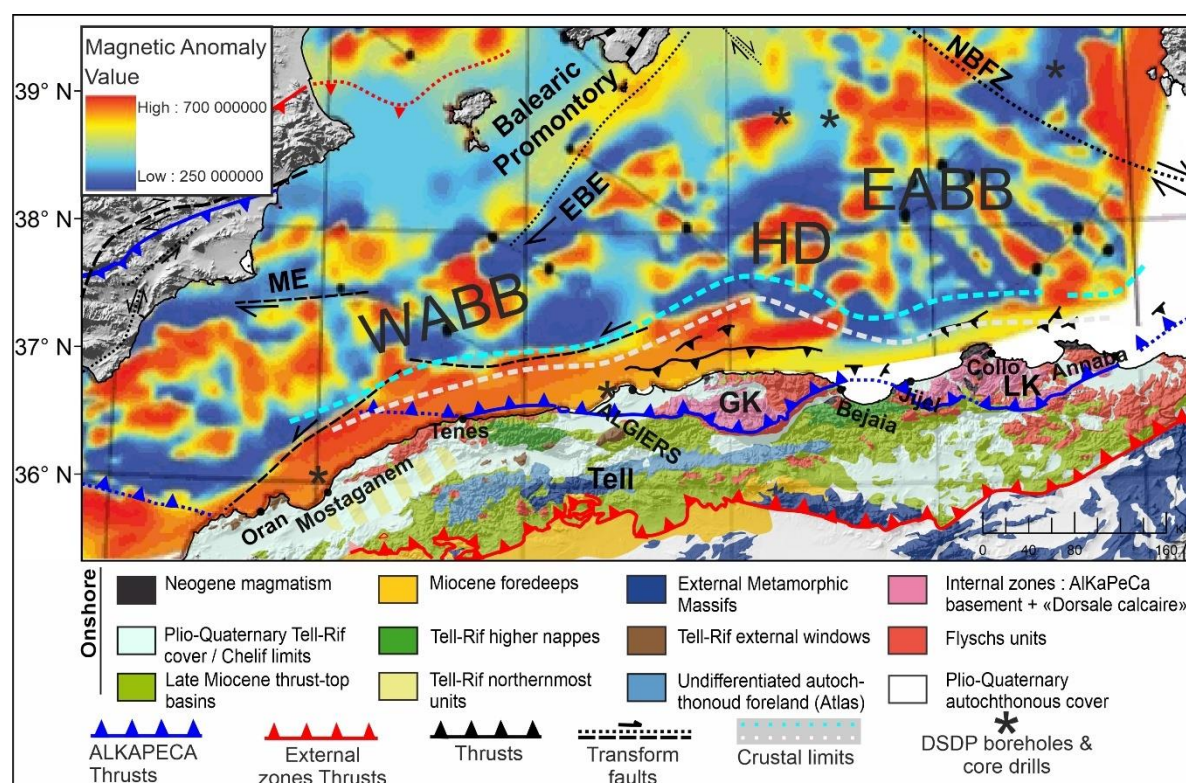 Magnetic Anomaly
Value
High : 700 000000
Low : 250 000000
39° N
38° N
37° N
36° N
Balearic
Promontory
NBFZ
EBE
EABB
HD
ME
WABB
Collo
Annaba
LK
Jijel
GK
Bejaia
ALGIERS
Tenes
Tell
Mostaganem
Oran
0 40 80 160
Onshore
Neogene magmatism
Miocene foredeeps
External Metamorphic
Massifs
Internal zones : AlKaPeCa
basement + «Dorsale calcaire»
Plio-Quaternary Tell-Rif
cover / Chelif limits
Tell-Rif higher nappes
Tell-Rif external windows
Flyschs units
Late Miocene thrust-top
basins
Tell-Rif northernmost
units
Undifferentiated autoch-
thonoud foreland (Atlas)
Plio-Quaternary
autochthonous cover
ALKAPECA
Thrusts
External
zones Thrusts
Thrusts
Transform
faults
Crustal limits
DSDP boreholes &
core drills